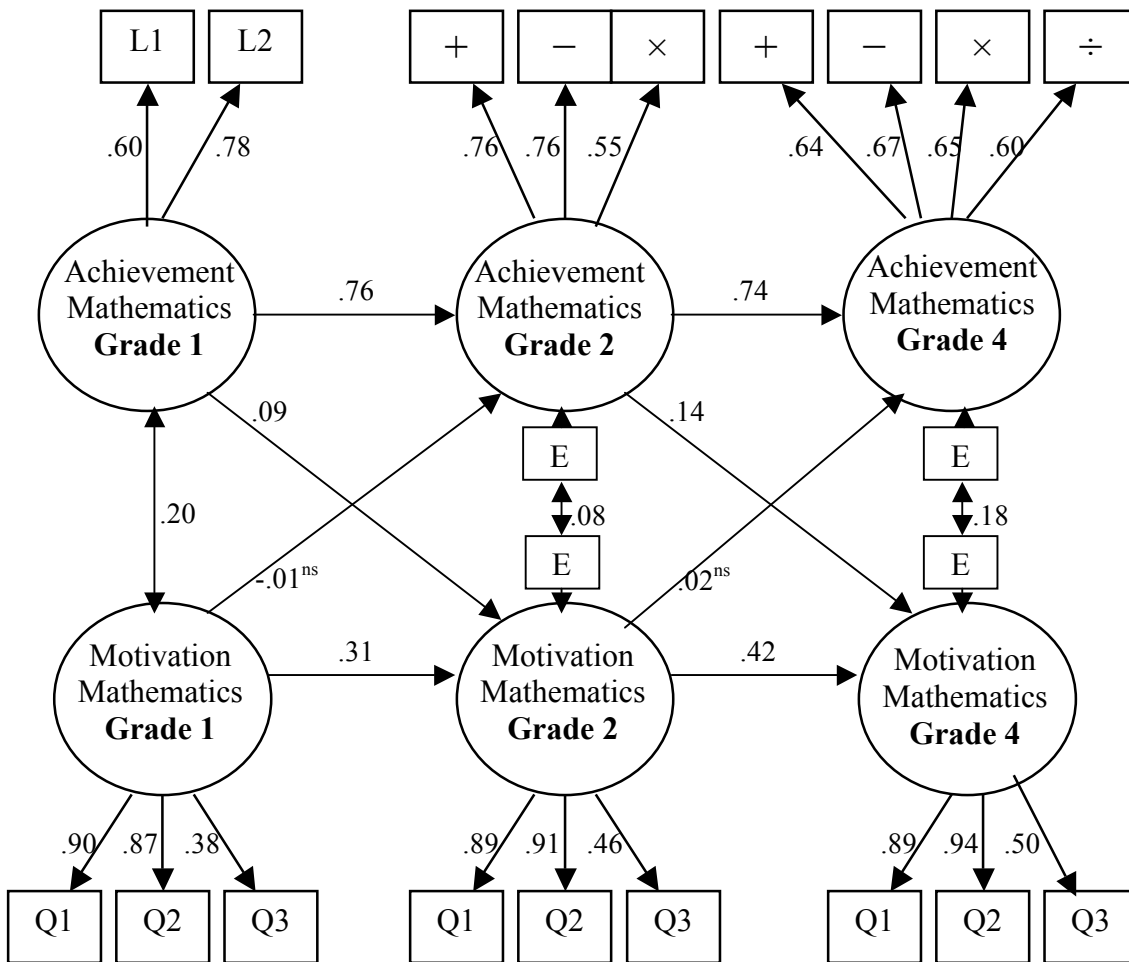 L1 L2 + − × + − × ÷
.60 .78 .76 .76 .55 .64 .67 .65 .60
Achievement
Mathematics
Grade 1
.76
Achievement
Mathematics
Grade 2
.74
Achievement
Mathematics
Grade 4
.09
.14
E
E
.20
.08
.18
-.01ns
E
.02ns
E
Motivation
Mathematics
Grade 1
.31
Motivation
Mathematics
Grade 2
.42
Motivation
Mathematics
Grade 4
.90 .87 .38 .89 .91 .46 .89 .94 .50
Q1 Q2 Q3 Q1 Q2 Q3 Q1 Q2 Q3